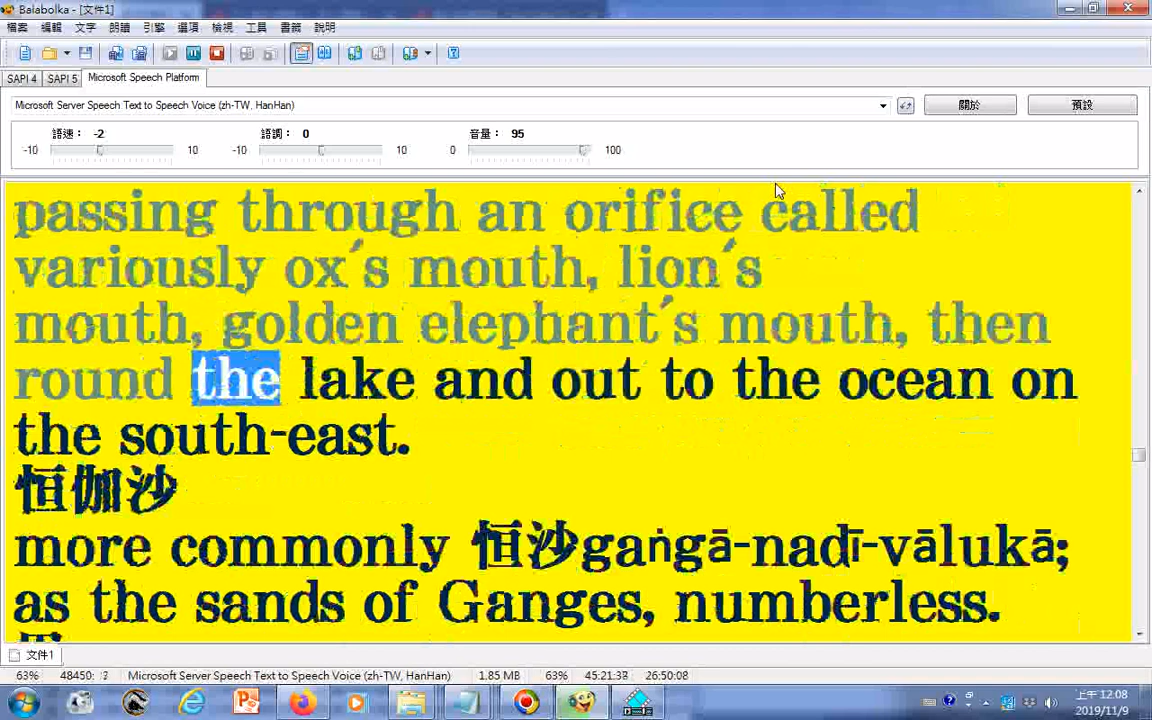 Balabolka - [文件1]
檔案 編輯 文字 朗讀 引擎 選項 檢視 工具 書籤 說明
SAPI 4 SAPI 5 Microsoft Speech Platform
Microsoft Server Speech Text to Speech Voice (zh-TW, HanHan) 關於 預設
語速： -2 語調： 0 音量： 95
-10 10 -10 10 0 100
passing through an orifice called
variously ox´s mouth, lion´s
mouth, golden elephant´s mouth, then
round the lake and out to the ocean on
the south-east.
恒伽沙
more commonly 恒沙gaṅgā-nadī-vālukā;
as the sands of Ganges, numberless.
文件1
63% Microsoft Server Speech Text to Speech Voice (zh-TW, HanHan) 1.85 MB 63% 26:50:08
上午 12:08
2019/11/9